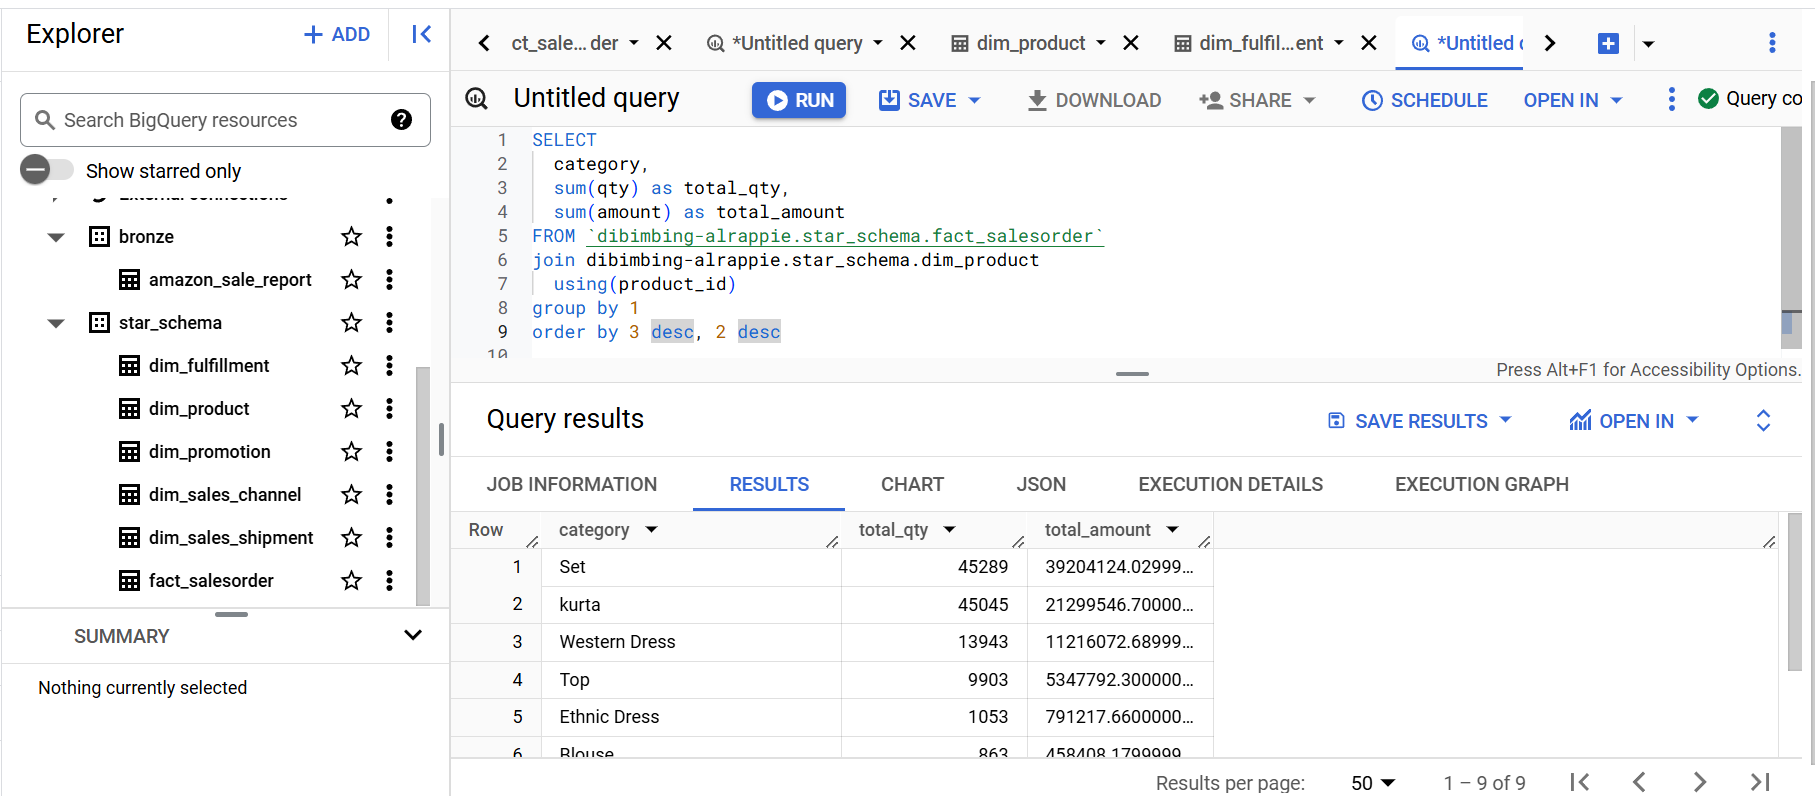 Explorer
ADD
Search BigQuery resources
?
Show starred only
External connections
bronze
amazon_sale_report
star_schema
dim_fulfillment
dim_product
dim_promotion
dim_sales_channel
dim_sales_shipment
fact_salesorder
SUMMARY
Nothing currently selected
ct_sale... der
*Untitled query
dim_product
dim_fulfil...ent
*Untitled
Untitled query
RUN
SAVE
DOWNLOAD
SHARE
SCHEDULE
OPEN IN
Query co
1 SELECT
2 category,
3 sum(qty) as total_qty,
4 sum(amount) as total_amount
5 FROM `dibimbing-alrappie.star_schema.fact_salesorder`
6 join dibimbing-alrappie.star_schema.dim_product
7 using(product_id)
8 group by 1
9 order by 3 desc, 2 desc
10
Press Alt+F1 for Accessibility Options.
Query results
SAVE RESULTS
OPEN IN
JOB INFORMATION
RESULTS
CHART
JSON
EXECUTION DETAILS
EXECUTION GRAPH
Row category total_qty total_amount
1 Set 45289 39204124.02999...
2 kurta 45045 21299546.70000...
3 Western Dress 13943 11216072.68999...
4 Top 9903 5347792.300000...
5 Ethnic Dress 1053 791217.6600000...
6 Blouse 863 458408.1799999...
Results per page: 50 1 – 9 of 9